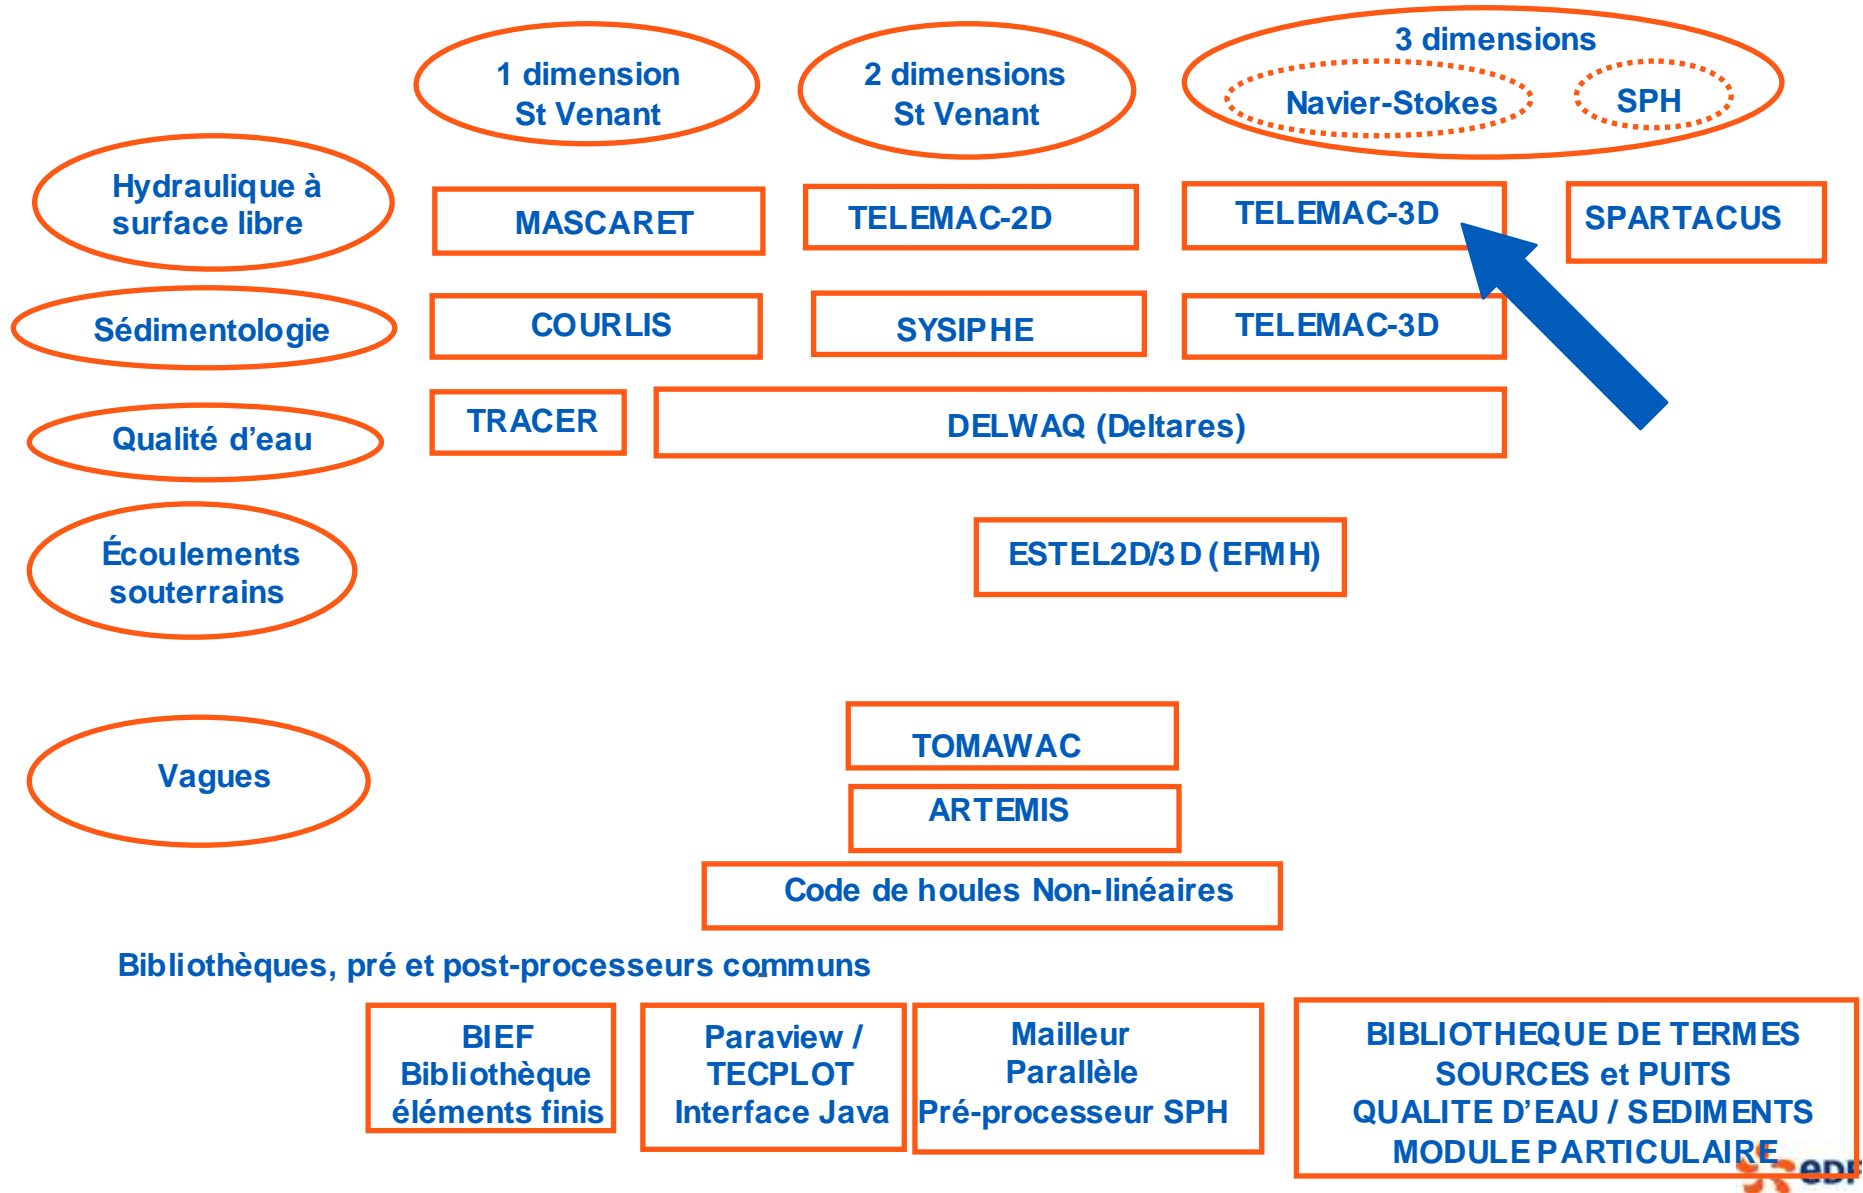 1 dimension
St Venant
2 dimensions
St Venant
3 dimensions
Navier-Stokes
SPH
Hydraulique à
surface libre
MASCARET
TELEMAC-2D
TELEMAC-3D
SPARTACUS
Sédimentologie
COURLIS
SYSIPHE
TELEMAC-3D
Qualité d'eau
TRACER
DELWAQ (Deltares)
Écoulements
souterrains
ESTEL2D/3D (EFMH)
Vagues
TOMAWAC
ARTEMIS
Code de houles Non-linéaires
Bibliothèques, pré et post-processeurs communs
BIEF
Bibliothèque
éléments finis
Paraview /
TECPLOT
Interface Java
Mailleur
Parallèle
Pré-processeur SPH
BIBLIOTHEQUE DE TERMES
SOURCES et PUITS
QUALITE D'EAU / SEDIMENTS
MODULE PARTICULAIRE
eDF